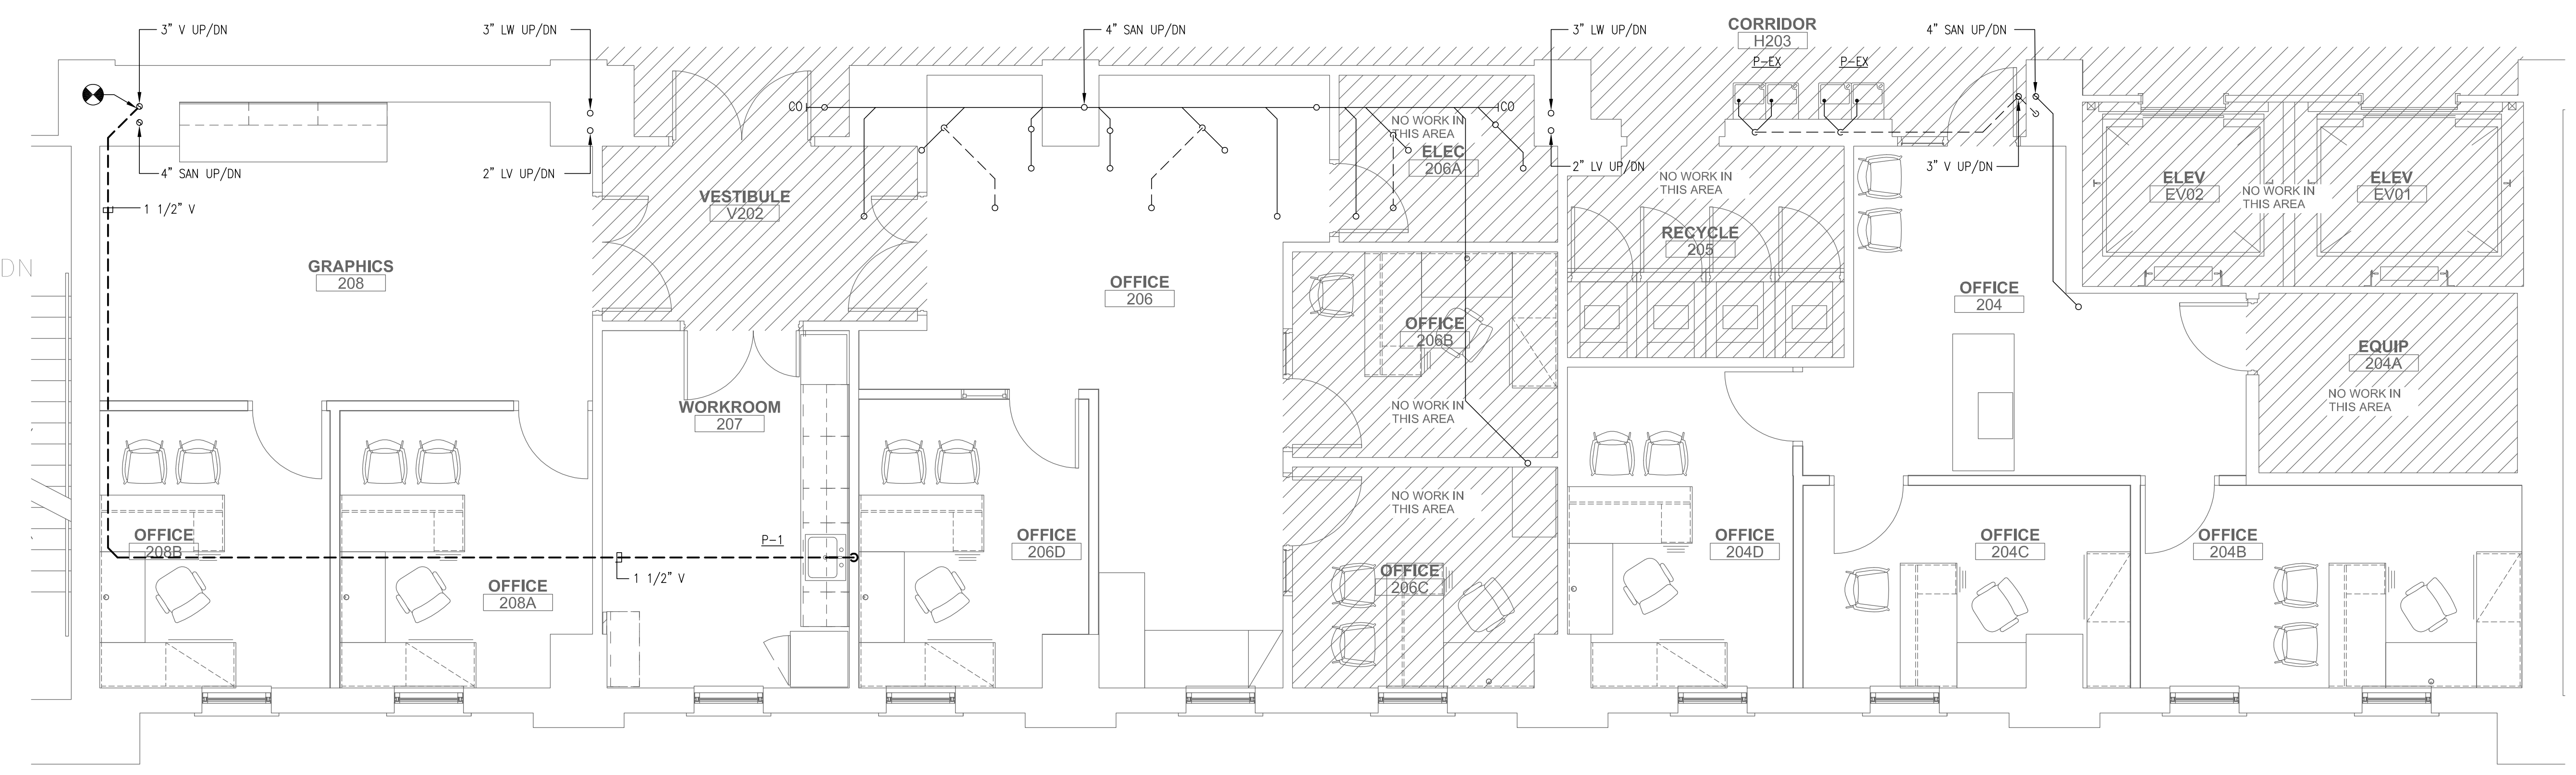 3" V UP/DN
3" LW UP/DN
4" SAN UP/DN
3" LW UP/DN
CORRIDOR
H203
4" SAN UP/DN
P-EX
P-EX
CO
CO
NO WORK IN
THIS AREA
ELEC
206A
4" SAN UP/DN
2" LV UP/DN
2" LV UP/DN
3" V UP/DN
NO WORK IN
THIS AREA
ELEV
EV02
NO WORK IN
THIS AREA
ELEV
EV01
VESTIBULE
V202
1 1/2" V
RECYCLE
205
DN
GRAPHICS
208
OFFICE
206
OFFICE
204
OFFICE
206B
EQUIP
204A
NO WORK IN
THIS AREA
WORKROOM
207
NO WORK IN
THIS AREA
NO WORK IN
THIS AREA
OFFICE
208B
P-1
OFFICE
206D
OFFICE
204D
OFFICE
204C
OFFICE
204B
OFFICE
208A
1 1/2" V
OFFICE
206C